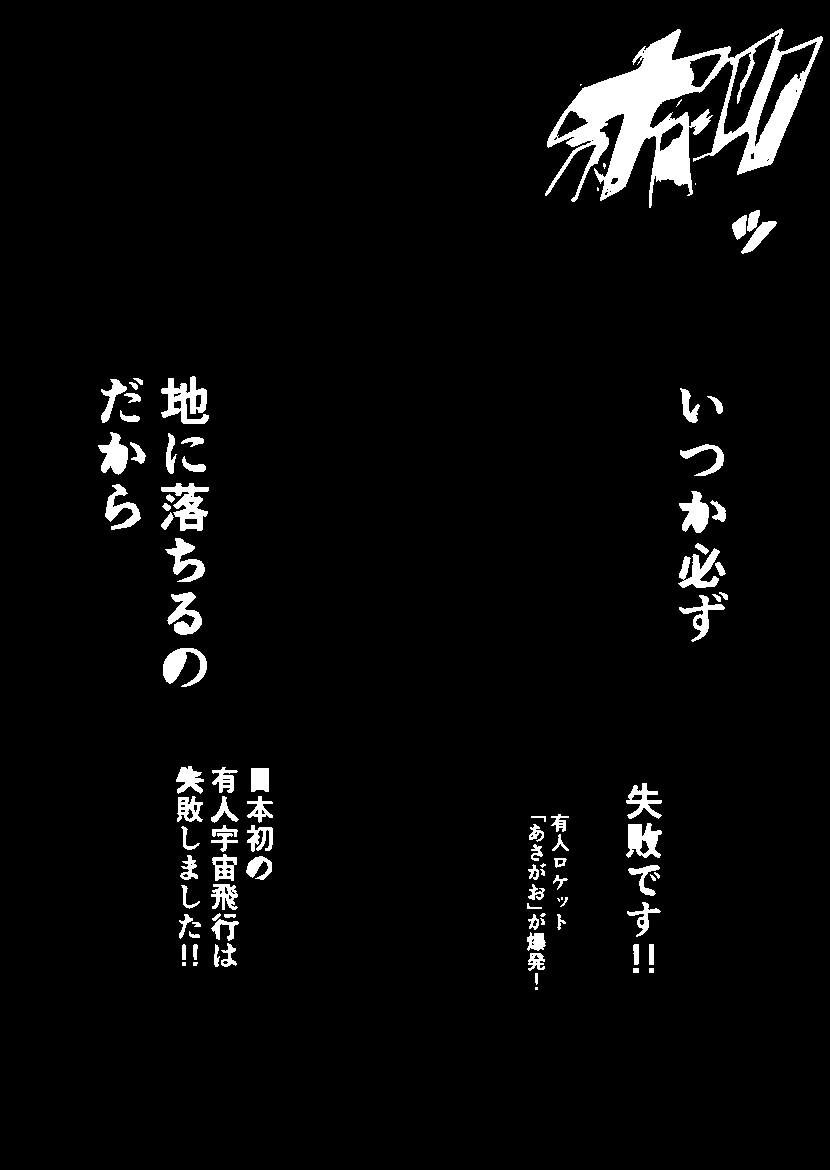 ッ
いつか必ず
地に落ちるの
だから
失敗です!!
有人ロケット
「あさがお」が爆発！
日本初の
有人宇宙飛行は
失敗しました!!